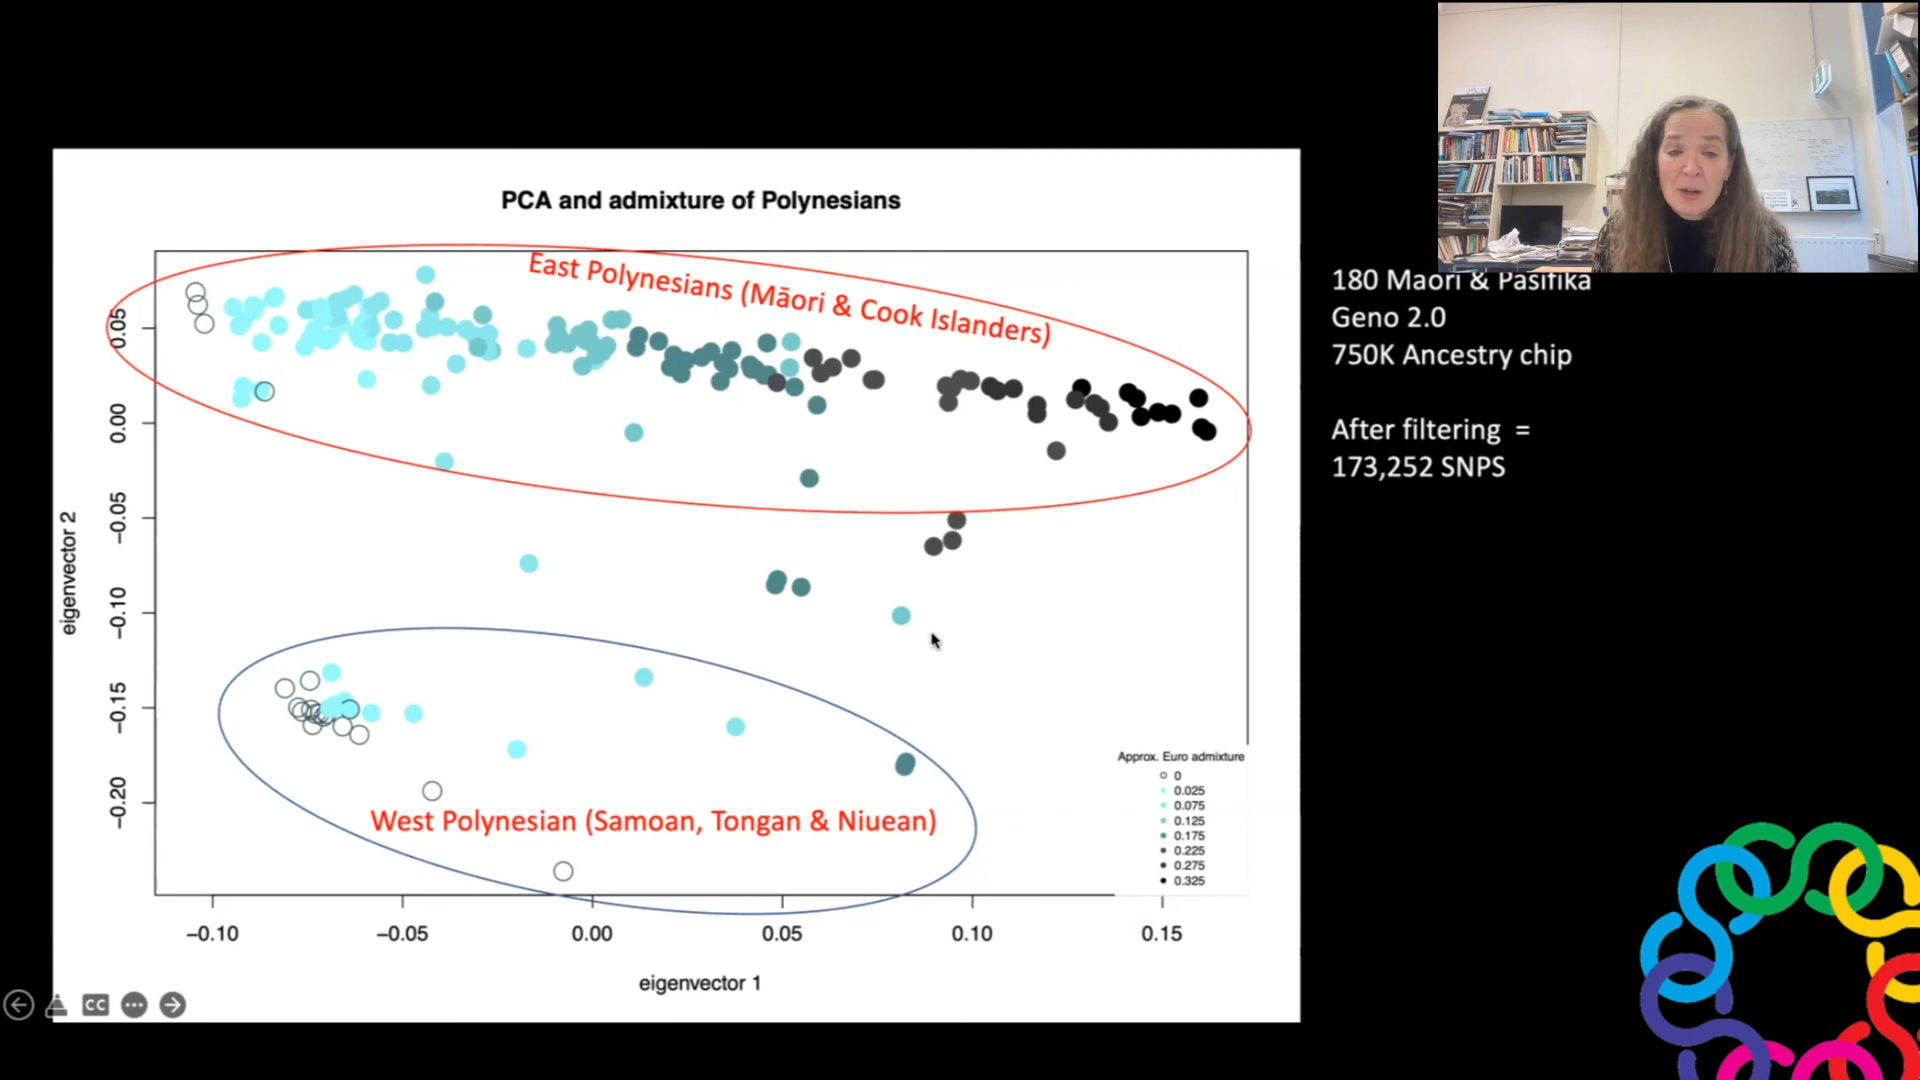 PCA and admixture of Polynesians
East Polynesians (Māori & Cook Islanders)
West Polynesian (Samoan, Tongan & Niuean)
eigenvector 2
0.05
0.00
−0.05
−0.10
−0.15
−0.20
−0.10
−0.05
0.00
0.05
0.10
0.15
eigenvector 1
Approx. Euro admixture
0
0.025
0.075
0.125
0.175
0.225
0.275
0.325
180 Māori & Pasifika
Geno 2.0
750K Ancestry chip
After filtering =
173,252 SNPS
CC